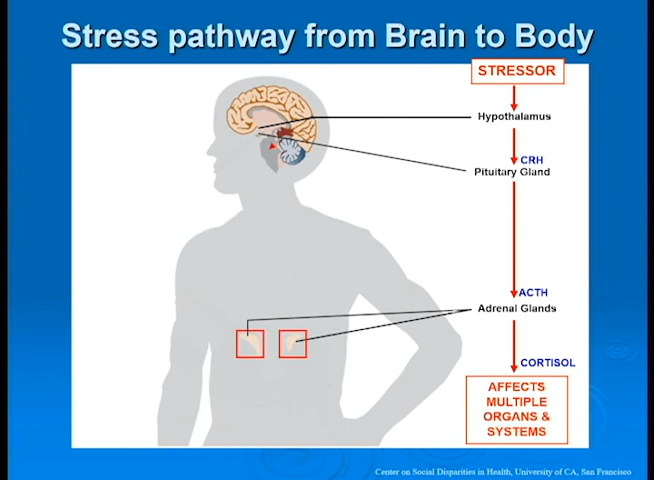 Stress pathway from Brain to Body
STRESSOR
Hypothalamus
CRH
Pituitary Gland
ACTH
Adrenal Glands
CORTISOL
AFFECTS
MULTIPLE
ORGANS &
SYSTEMS
Center on Social Disparities in Health, University of CA, San Francisco